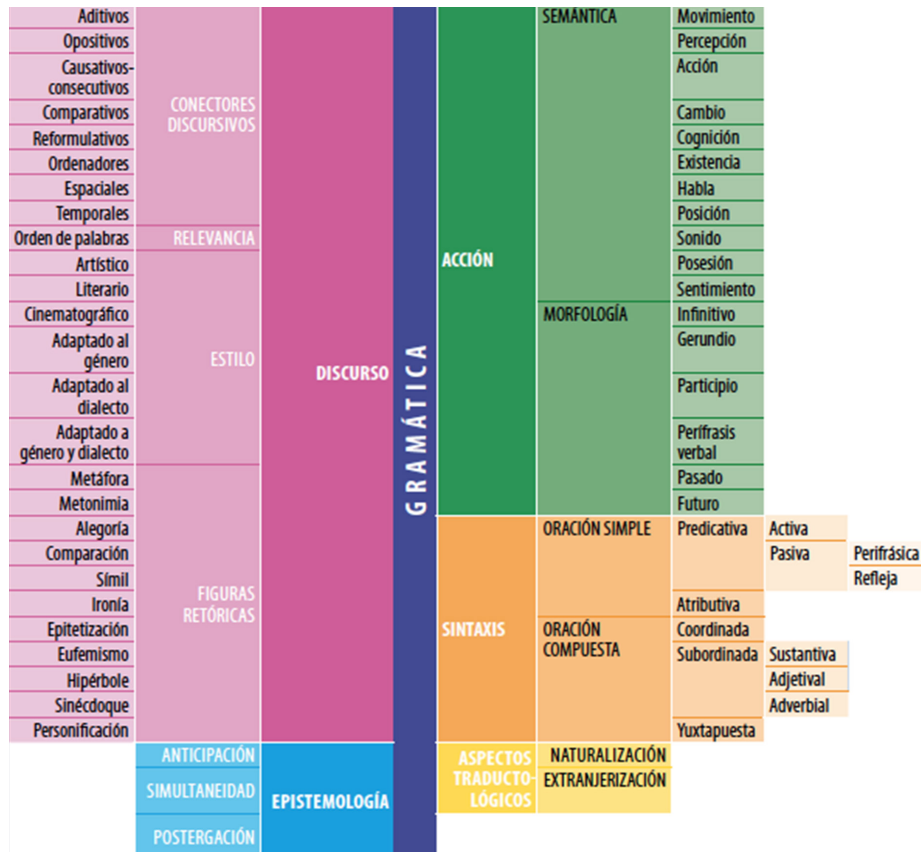 Aditivos
Opositivos
Causativos-
consecutivos
Comparativos
Reformulativos
Ordenadores
Espaciales
Temporales
Orden de palabras
Artístico
Literario
Cinematográfico
Adaptado al
género
Adaptado al
dialecto
Adaptado a
género y dialecto
Metáfora
Metonimia
Alegoría
Comparación
Símil
Ironía
Epitetización
Eufemismo
Hipérbole
Sinécdoque
Personificación
CONECTORES
DISCURSIVOS
RELEVANCIA
ESTILO
FIGURAS
RETÓRICAS
ANTICIPACIÓN
SIMULTANEIDAD
POSTERGACIÓN
DISCURSO
EPISTEMOLOGÍA
GRAMÁTICA
ACCIÓN
SINTAXIS
ASPECTOS
TRADUCTO-
LÓGICOS
SEMÁNTICA
MORFOLOGÍA
ORACIÓN SIMPLE
ORACIÓN
COMPUESTA
NATURALIZACIÓN
EXTRANJERIZACIÓN
Movimiento
Percepción
Acción
Cambio
Cognición
Existencia
Habla
Posición
Sonido
Posesión
Sentimiento
Infinitivo
Gerundio
Participio
Perífrasis
verbal
Pasado
Futuro
Predicativa
Atributiva
Coordinada
Subordinada
Yuxtapuesta
Activa
Pasiva
Sustantiva
Adjetival
Adverbial
Perifrásica
Refleja